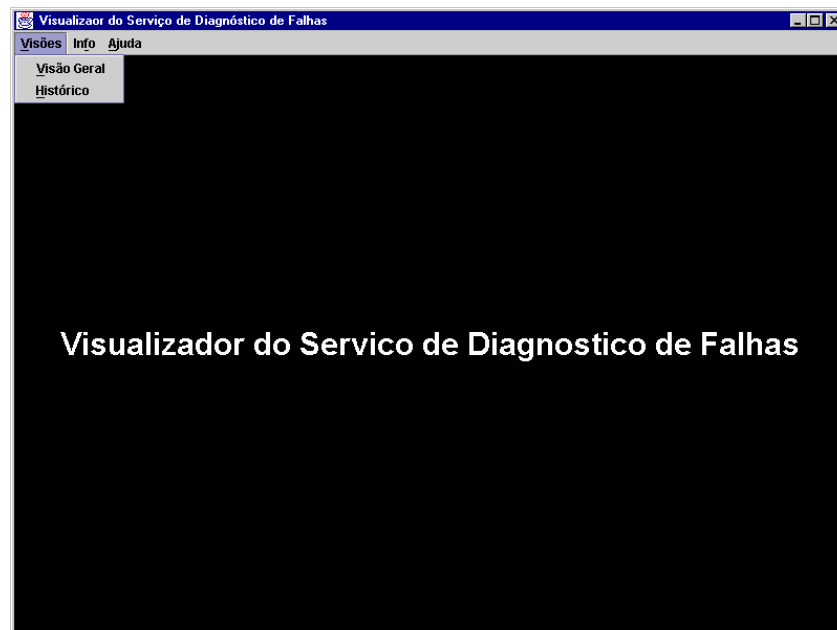 Visualizaor do Serviço de Diagnóstico de Falhas
Visões Info Ajuda
Visão Geral
Histórico
Visualizador do Servico de Diagnostico de Falhas